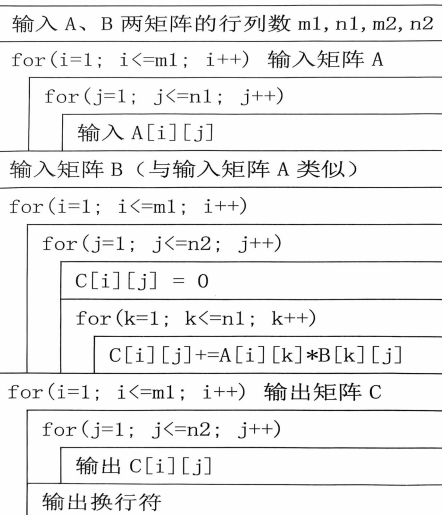 输入 A、B 两矩阵的行列数 m1,n1,m2,n2
for(i=1; i<=m1; i++) 输入矩阵 A
for(j=1; j<=n1; j++)
输入 A[i][j]
输入矩阵 B（与输入矩阵 A 类似）
for(i=1; i<=m1; i++)
for(j=1; j<=n2; j++)
C[i][j] = 0
for(k=1; k<=n1; k++)
C[i][j]+=A[i][k]*B[k][j]
for(i=1; i<=m1; i++) 输出矩阵 C
for(j=1; j<=n2; j++)
输出 C[i][j]
输出换行符